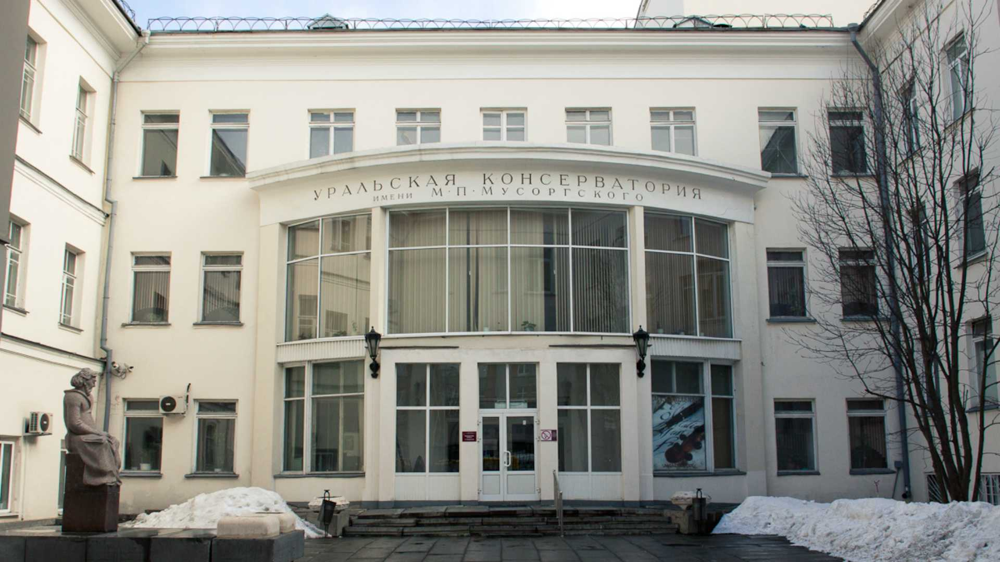 УРАЛЬСКАЯ КОНСЕРВАТОРИЯ
ИМЕНИ М·П·МУСОРГСКОГО